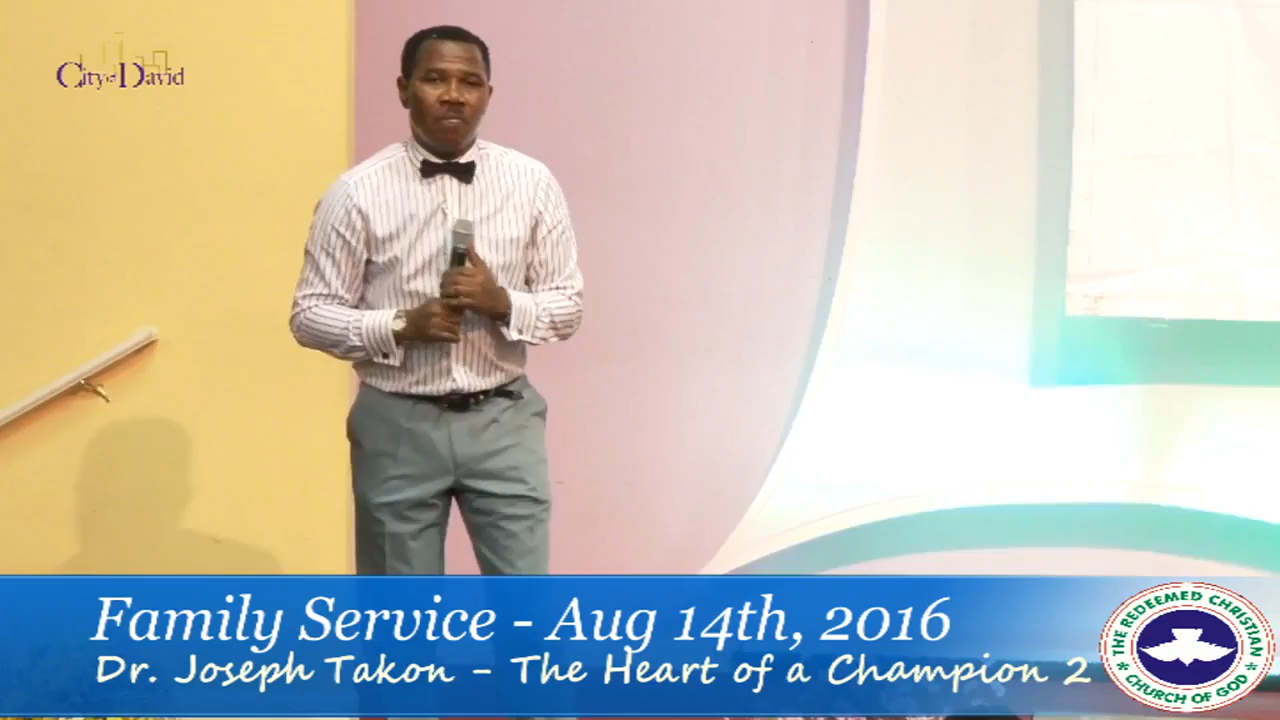 City of David
Family Service - Aug 14th, 2016
Dr. Joseph Takon - The Heart of a Champion 2
THE REDEEMED CHRISTIAN
CHURCH OF GOD